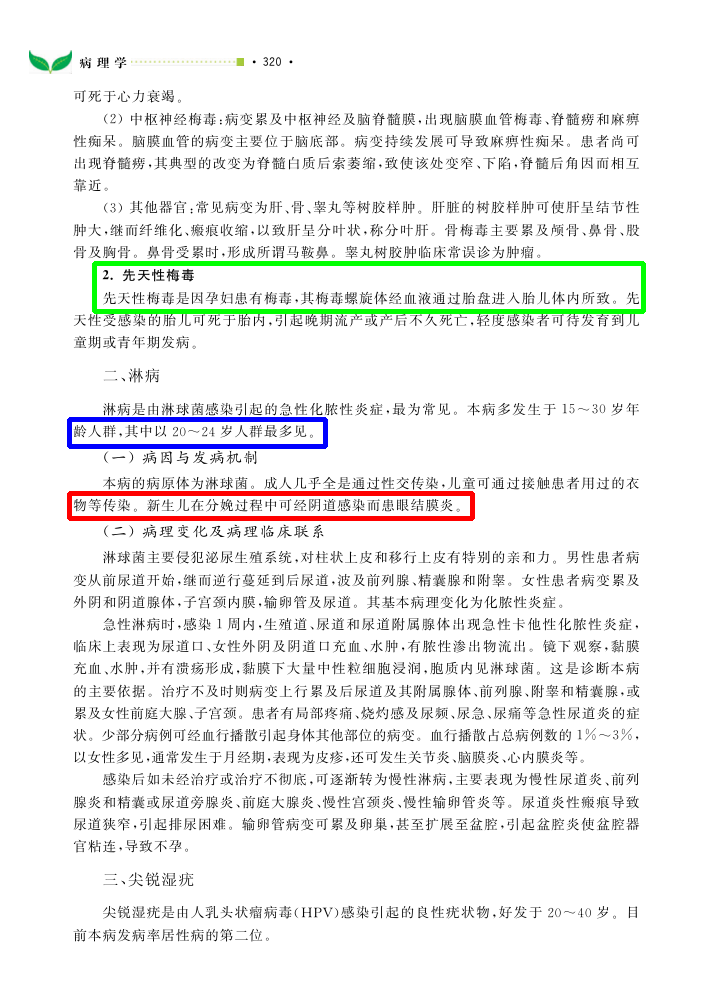 病理学 · 320 ·
可死于心力衰竭。
（2）中枢神经梅毒:病变累及中枢神经及脑脊髓膜,出现脑膜血管梅毒、脊髓痨和麻痹
性痴呆。脑膜血管的病变主要位于脑底部。病变持续发展可导致麻痹性痴呆。患者尚可
出现脊髓痨,其典型的改变为脊髓白质后索萎缩,致使该处变窄、下陷,脊髓后角因而相互
靠近。
（3）其他器官:常见病变为肝、骨、睾丸等树胶样肿。肝脏的树胶样肿可使肝呈结节性
肿大,继而纤维化、瘢痕收缩,以致肝呈分叶状,称分叶肝。骨梅毒主要累及颅骨、鼻骨、股
骨及胸骨。鼻骨受累时,形成所谓马鞍鼻。睾丸树胶肿临床常误诊为肿瘤。
2. 先天性梅毒
先天性梅毒是因孕妇患有梅毒,其梅毒螺旋体经血液通过胎盘进入胎儿体内所致。先
天性受感染的胎儿可死于胎内,引起晚期流产或产后不久死亡,轻度感染者可待发育到儿
童期或青年期发病。
二、淋病
淋病是由淋球菌感染引起的急性化脓性炎症,最为常见。本病多发生于 15～30 岁年
龄人群,其中以 20～24 岁人群最多见。
（一）病因与发病机制
本病的病原体为淋球菌。成人几乎全是通过性交传染,儿童可通过接触患者用过的衣
物等传染。新生儿在分娩过程中可经阴道感染而患眼结膜炎。
（二）病理变化及病理临床联系
淋球菌主要侵犯泌尿生殖系统,对柱状上皮和移行上皮有特别的亲和力。男性患者病
变从前尿道开始,继而逆行蔓延到后尿道,波及前列腺、精囊腺和附睾。女性患者病变累及
外阴和阴道腺体,子宫颈内膜,输卵管及尿道。其基本病理变化为化脓性炎症。
急性淋病时,感染 1 周内,生殖道、尿道和尿道附属腺体出现急性卡他性化脓性炎症,
临床上表现为尿道口、女性外阴及阴道口充血、水肿,有脓性渗出物流出。镜下观察,黏膜
充血、水肿,并有溃疡形成,黏膜下大量中性粒细胞浸润,胞质内见淋球菌。这是诊断本病
的主要依据。治疗不及时则病变上行累及后尿道及其附属腺体、前列腺、附睾和精囊腺,或
累及女性前庭大腺、子宫颈。患者有局部疼痛、烧灼感及尿频、尿急、尿痛等急性尿道炎的症
状。少部分病例可经血行播散引起身体其他部位的病变。血行播散占总病例数的 1%～3%,
以女性多见,通常发生于月经期,表现为皮疹,还可发生关节炎、脑膜炎、心内膜炎等。
感染后如未经治疗或治疗不彻底,可逐渐转为慢性淋病,主要表现为慢性尿道炎、前列
腺炎和精囊或尿道旁腺炎、前庭大腺炎、慢性宫颈炎、慢性输卵管炎等。尿道炎性瘢痕导致
尿道狭窄,引起排尿困难。输卵管病变可累及卵巢,甚至扩展至盆腔,引起盆腔炎使盆腔器
官粘连,导致不孕。
三、尖锐湿疣
尖锐湿疣是由人乳头状瘤病毒(HPV)感染引起的良性疣状物,好发于 20～40 岁。目
前本病发病率居性病的第二位。